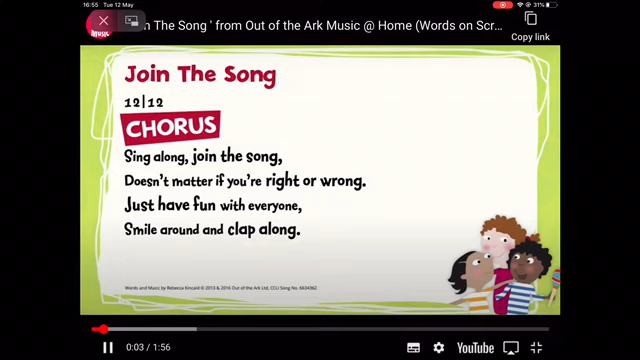 16:55 Tue 12 May
31%
MUSIC
n The Song ' from Out of the Ark Music @ Home (Words on Scr...
Copy link
Join The Song
12|12
CHORUS
Sing along, join the song,
Doesn't matter if you're right or wrong.
Just have fun with everyone,
Smile around and clap along.
Words and Music by Rebecca Kincaid © 2013 & 2016 Out of the Ark Ltd, CCLI Song No. 6634362
0:03 / 1:56
YouTube